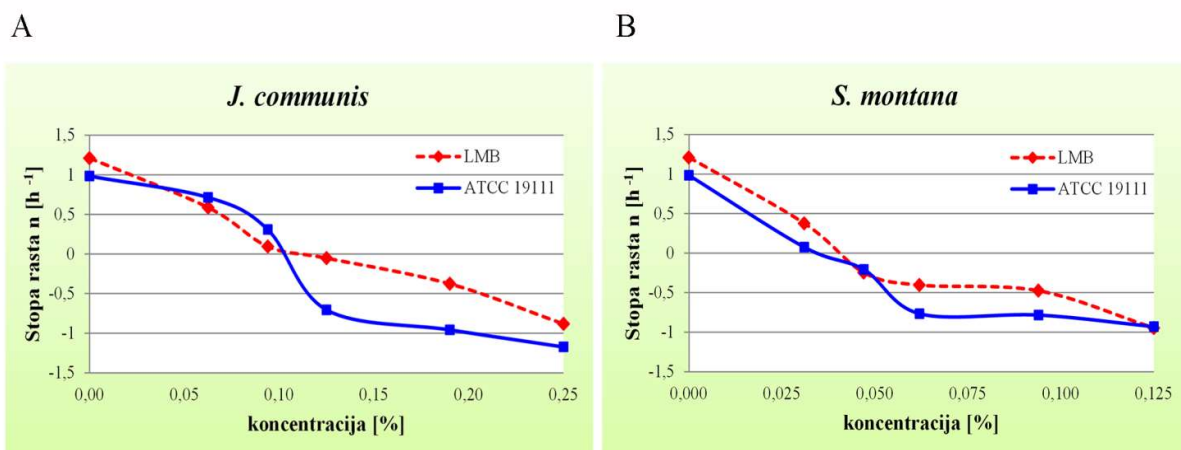 A
J. communis
Stopa rasta n [h⁻¹]
1,5
1
0,5
0
-0,5
-1
-1,5
LMB
ATCC 19111
0,00 0,05 0,10 0,15 0,20 0,25
koncentracija [%]
B
S. montana
Stopa rasta n [h⁻¹]
1,5
1
0,5
0
-0,5
-1
-1,5
LMB
ATCC 19111
0,000 0,025 0,050 0,075 0,100 0,125
koncentracija [%]